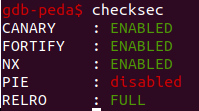 gdb-peda$ checksec
CANARY    : ENABLED
FORTIFY   : ENABLED
NX        : ENABLED
PIE       : disabled
RELRO     : FULL